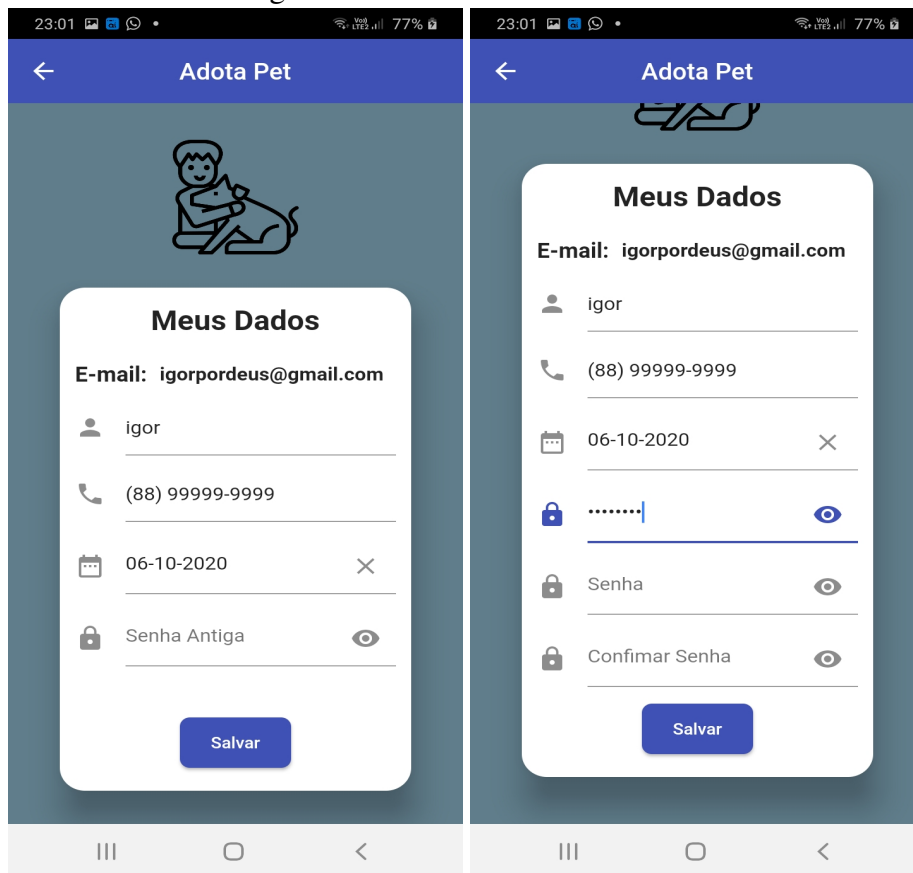 23:01 77%
Adota Pet
Meus Dados
E-mail: igorpordeus@gmail.com
igor
(88) 99999-9999
06-10-2020
Senha Antiga
Salvar
23:01 77%
Adota Pet
Meus Dados
E-mail: igorpordeus@gmail.com
igor
(88) 99999-9999
06-10-2020
••••••••
Senha
Confimar Senha
Salvar